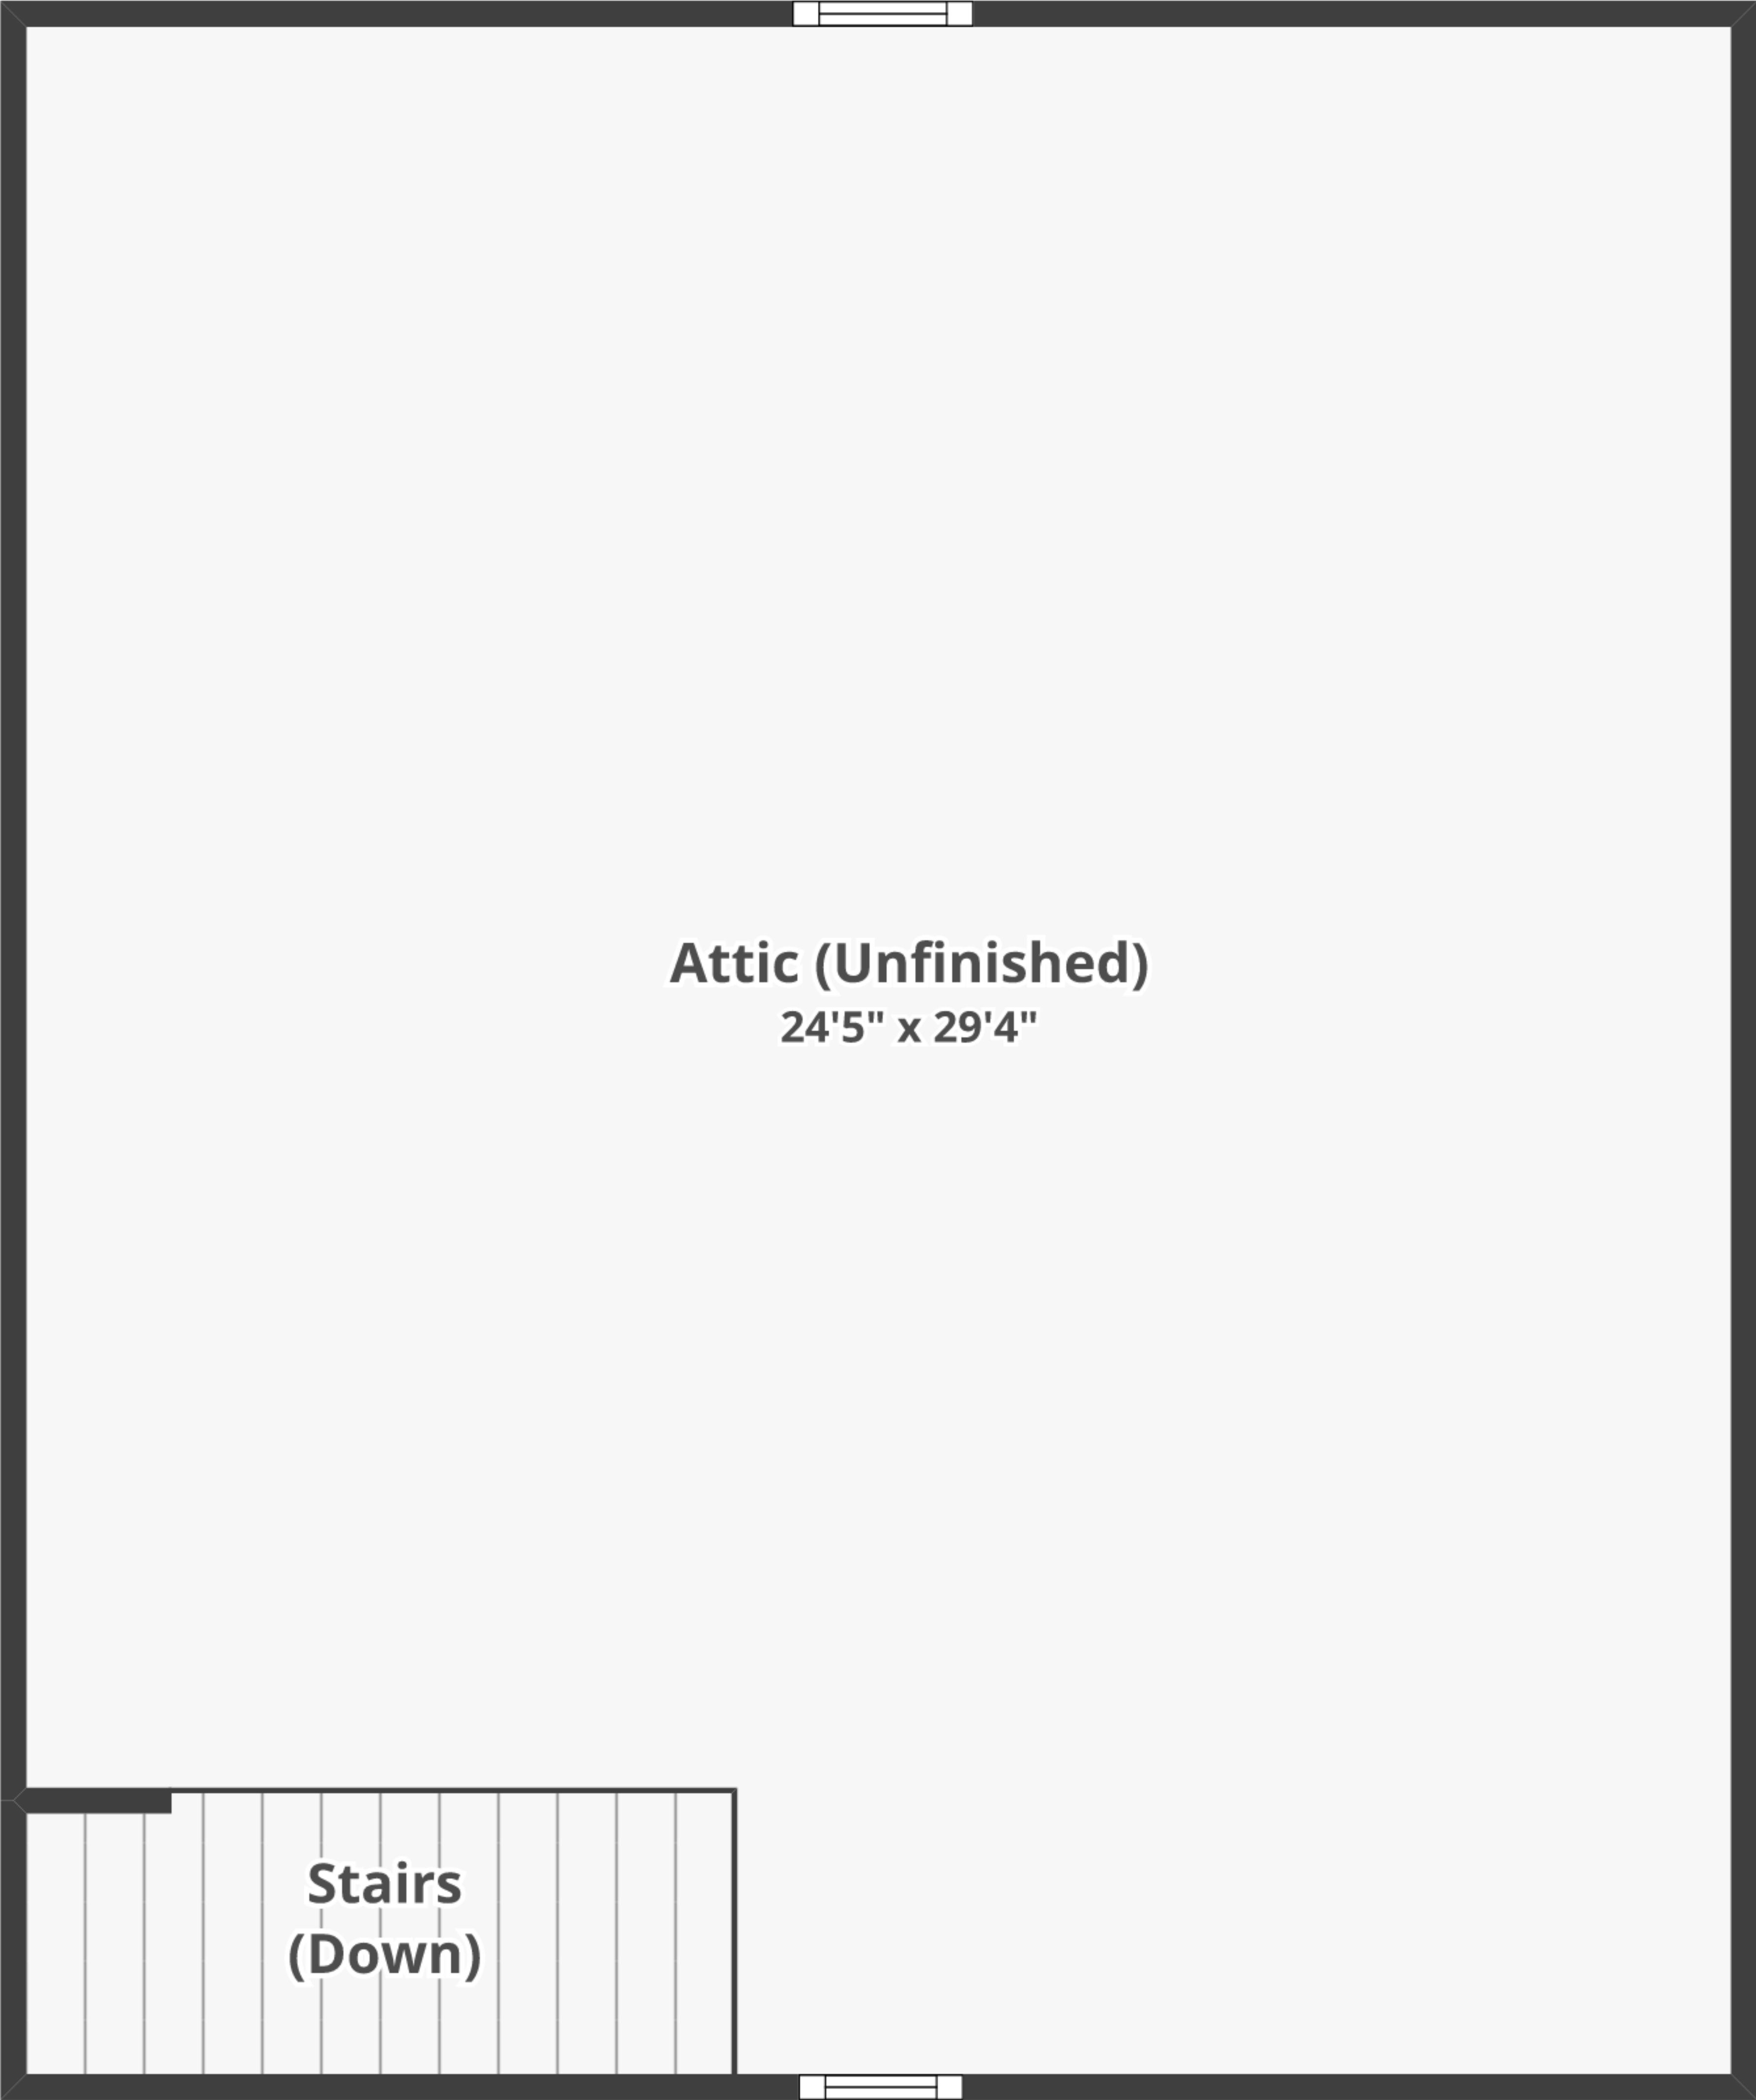 Attic (Unfinished)
24'5" x 29'4"
Stairs
(Down)